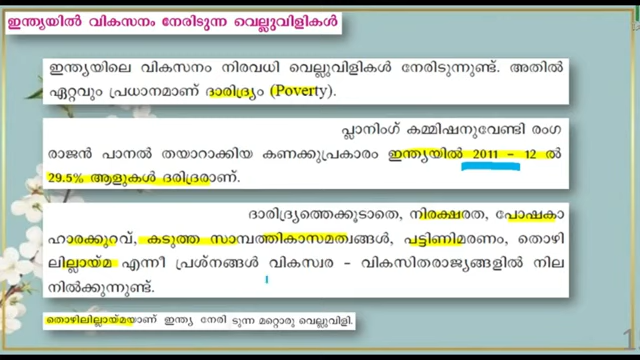 ഇന്ത്യയിൽ വികസനം നേരിടുന്ന വെല്ലുവിളികൾ
ഇന്ത്യയിലെ വികസനം നിരവധി വെല്ലുവിളികൾ നേരിടുന്നുണ്ട്. അതിൽ
ഏറ്റവും പ്രധാനമാണ് ദാരിദ്ര്യം (Poverty).
പ്ലാനിംഗ് കമ്മിഷനുവേണ്ടി രംഗ
രാജൻ പാനൽ തയാറാക്കിയ കണക്കുപ്രകാരം ഇന്ത്യയിൽ 2011 – 12 ൽ
29.5% ആളുകൾ ദരിദ്രരാണ്.
ദാരിദ്ര്യത്തെക്കൂടാതെ, നിരക്ഷരത, പോഷകാ
ഹാരക്കുറവ്, കടുത്ത സാമ്പത്തികാസമത്വങ്ങൾ, പട്ടിണിമരണം, തൊഴി
ലില്ലായ്മ എന്നീ പ്രശ്നങ്ങൾ വികസ്വര – വികസിതരാജ്യങ്ങളിൽ നില
നിൽക്കുന്നുണ്ട്.
തൊഴിലില്ലായ്മയാണ് ഇന്ത്യ നേരി ടുന്ന മറ്റൊരു വെല്ലുവിളി.
1